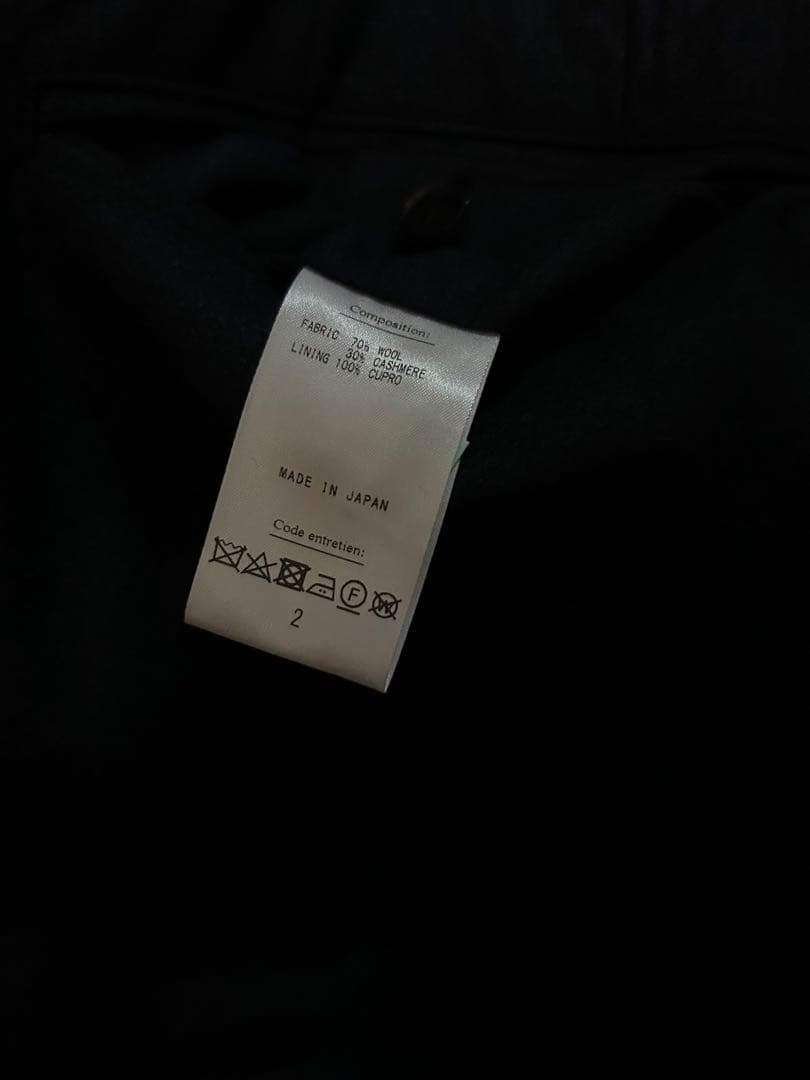 Composition:
FABRIC 70% WOOL
30% CASHMERE
LINING 100% CUPRO
MADE IN JAPAN
Code entretien:
F W
2